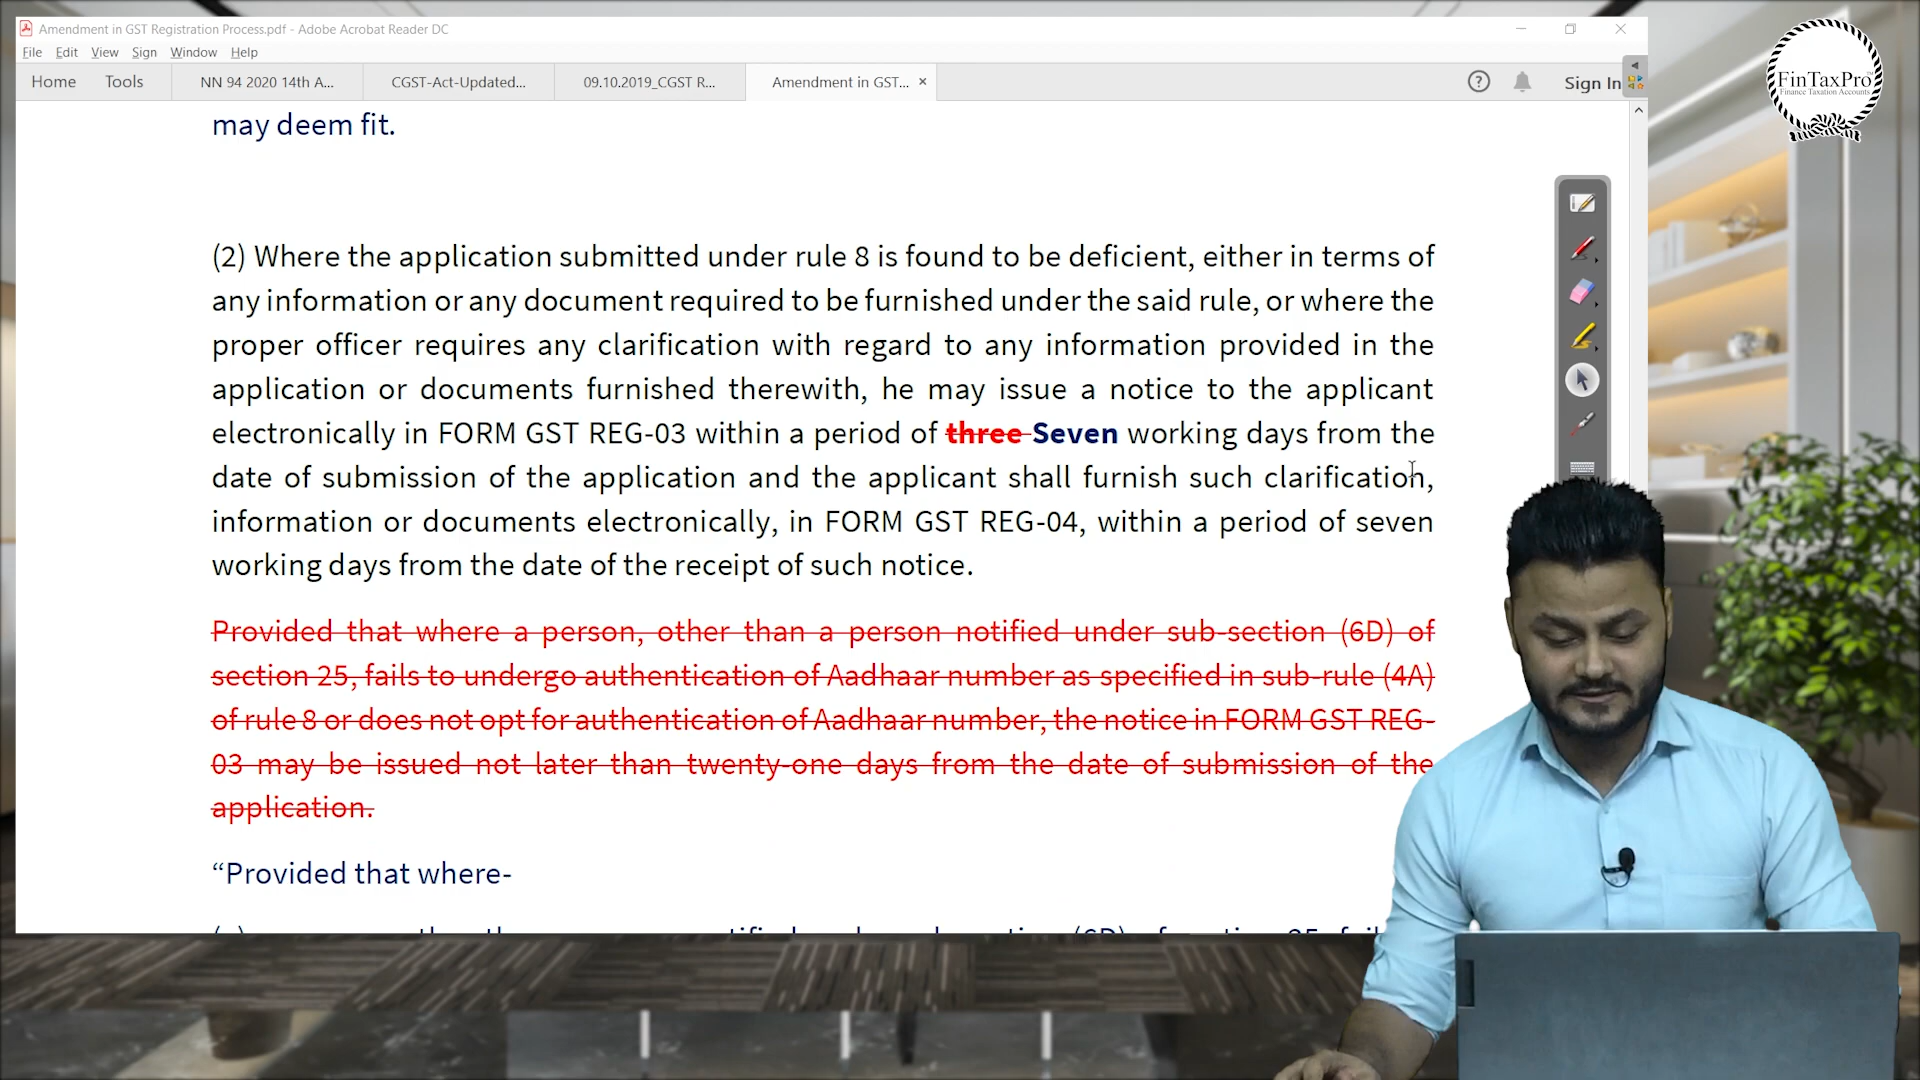 Amendment in GST Registration Process.pdf - Adobe Acrobat Reader DC
File Edit View Sign Window Help
Home Tools NN 94 2020 14th A... CGST-Act-Updated... 09.10.2019_CGST R... Amendment in GST... × Sign In
FinTaxPro
Finance Taxation Accounts
may deem fit.
(2) Where the application submitted under rule 8 is found to be deficient, either in terms of
any information or any document required to be furnished under the said rule, or where the
proper officer requires any clarification with regard to any information provided in the
application or documents furnished therewith, he may issue a notice to the applicant
electronically in FORM GST REG-03 within a period of three Seven working days from the
date of submission of the application and the applicant shall furnish such clarification,
information or documents electronically, in FORM GST REG-04, within a period of seven
working days from the date of the receipt of such notice.
Provided that where a person, other than a person notified under sub-section (6D) of
section 25, fails to undergo authentication of Aadhaar number as specified in sub-rule (4A)
of rule 8 or does not opt for authentication of Aadhaar number, the notice in FORM GST REG-
03 may be issued not later than twenty-one days from the date of submission of the
application.
“Provided that where-